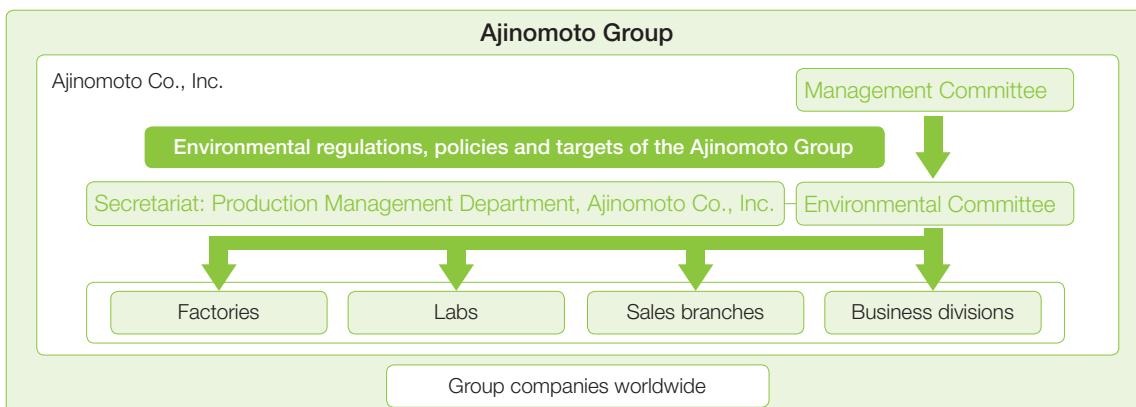 Ajinomoto Group
Ajinomoto Co., Inc.
Management Committee
Environmental regulations, policies and targets of the Ajinomoto Group
Secretariat: Production Management Department, Ajinomoto Co., Inc.
Environmental Committee
Factories
Labs
Sales branches
Business divisions
Group companies worldwide